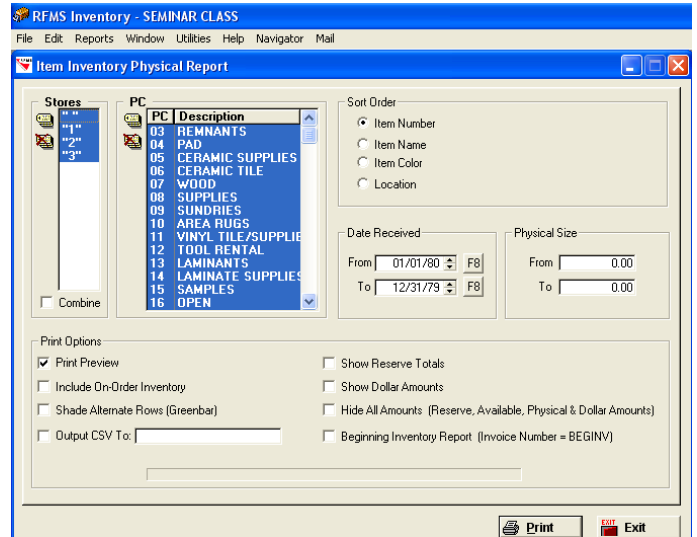 RFMS Inventory - SEMINAR CLASS
File Edit Reports Window Utilities Help Navigator Mail
Item Inventory Physical Report
Stores
" "
"1"
"2"
"3"
Combine
PC
PC Description
03 REMNANTS
04 PAD
05 CERAMIC SUPPLIES
06 CERAMIC TILE
07 WOOD
08 SUPPLIES
09 SUNDRIES
10 AREA RUGS
11 VINYL TILE/SUPPLIE
12 TOOL RENTAL
13 LAMINANTS
14 LAMINATE SUPPLIES
15 SAMPLES
16 OPEN
Sort Order
Item Number
Item Name
Item Color
Location
Date Received
From 01/01/80 F8
To 12/31/79 F8
Physical Size
From 0.00
To 0.00
Print Options
Print Preview
Include On-Order Inventory
Shade Alternate Rows (Greenbar)
Output CSV To:
Show Reserve Totals
Show Dollar Amounts
Hide All Amounts (Reserve, Available, Physical & Dollar Amounts)
Beginning Inventory Report (Invoice Number = BEGINV)
Print
EXIT Exit